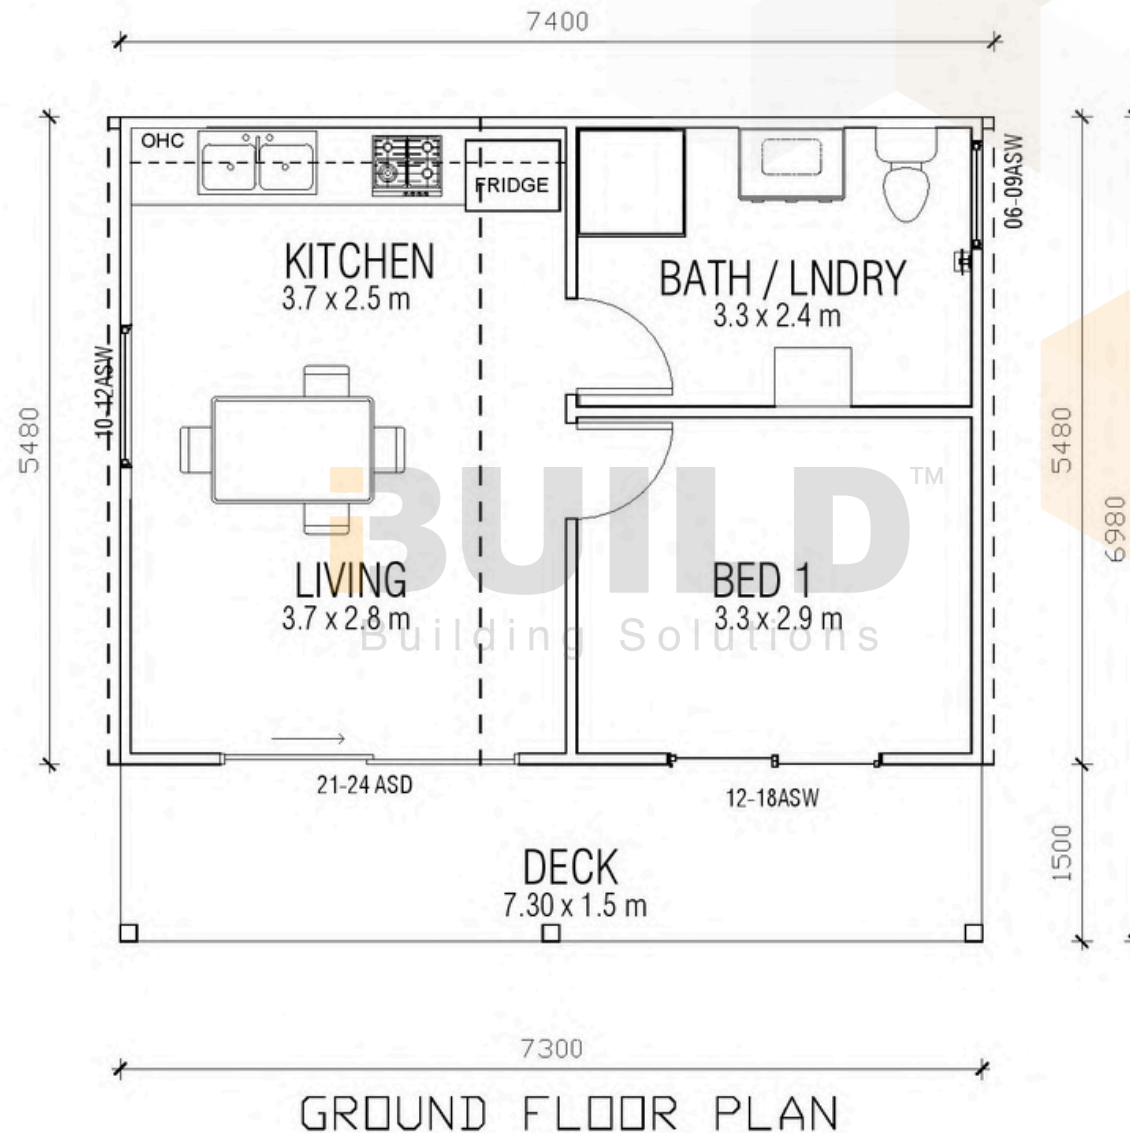 7400
OHC
FRIDGE
06-09ASW
KITCHEN
3.7 x 2.5 m
BATH / LNDRY
3.3 x 2.4 m
10-12ASW
5480
5480
6980
iBUILD™
Building Solutions
LIVING
3.7 x 2.8 m
BED 1
3.3 x 2.9 m
21-24 ASD
12-18ASW
DECK
7.30 x 1.5 m
1500
7300
GROUND FLOOR PLAN